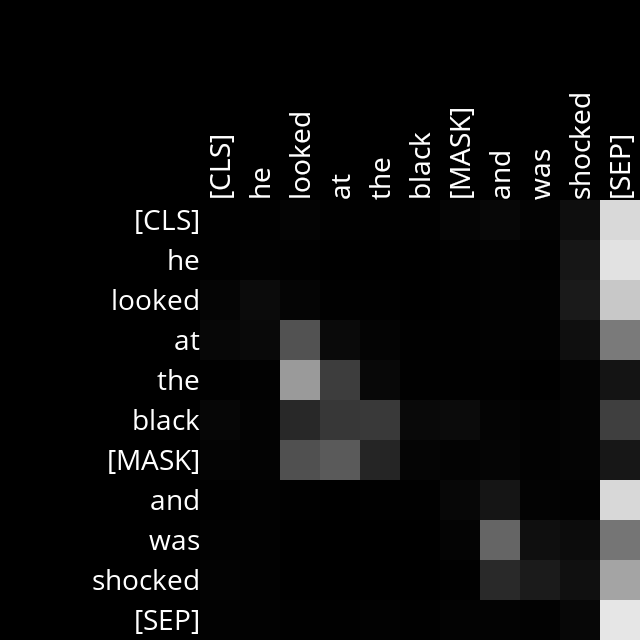 [CLS] he looked at the black [MASK] and was shocked [SEP]
[CLS]
he
looked
at
the
black
[MASK]
and
was
shocked
[SEP]